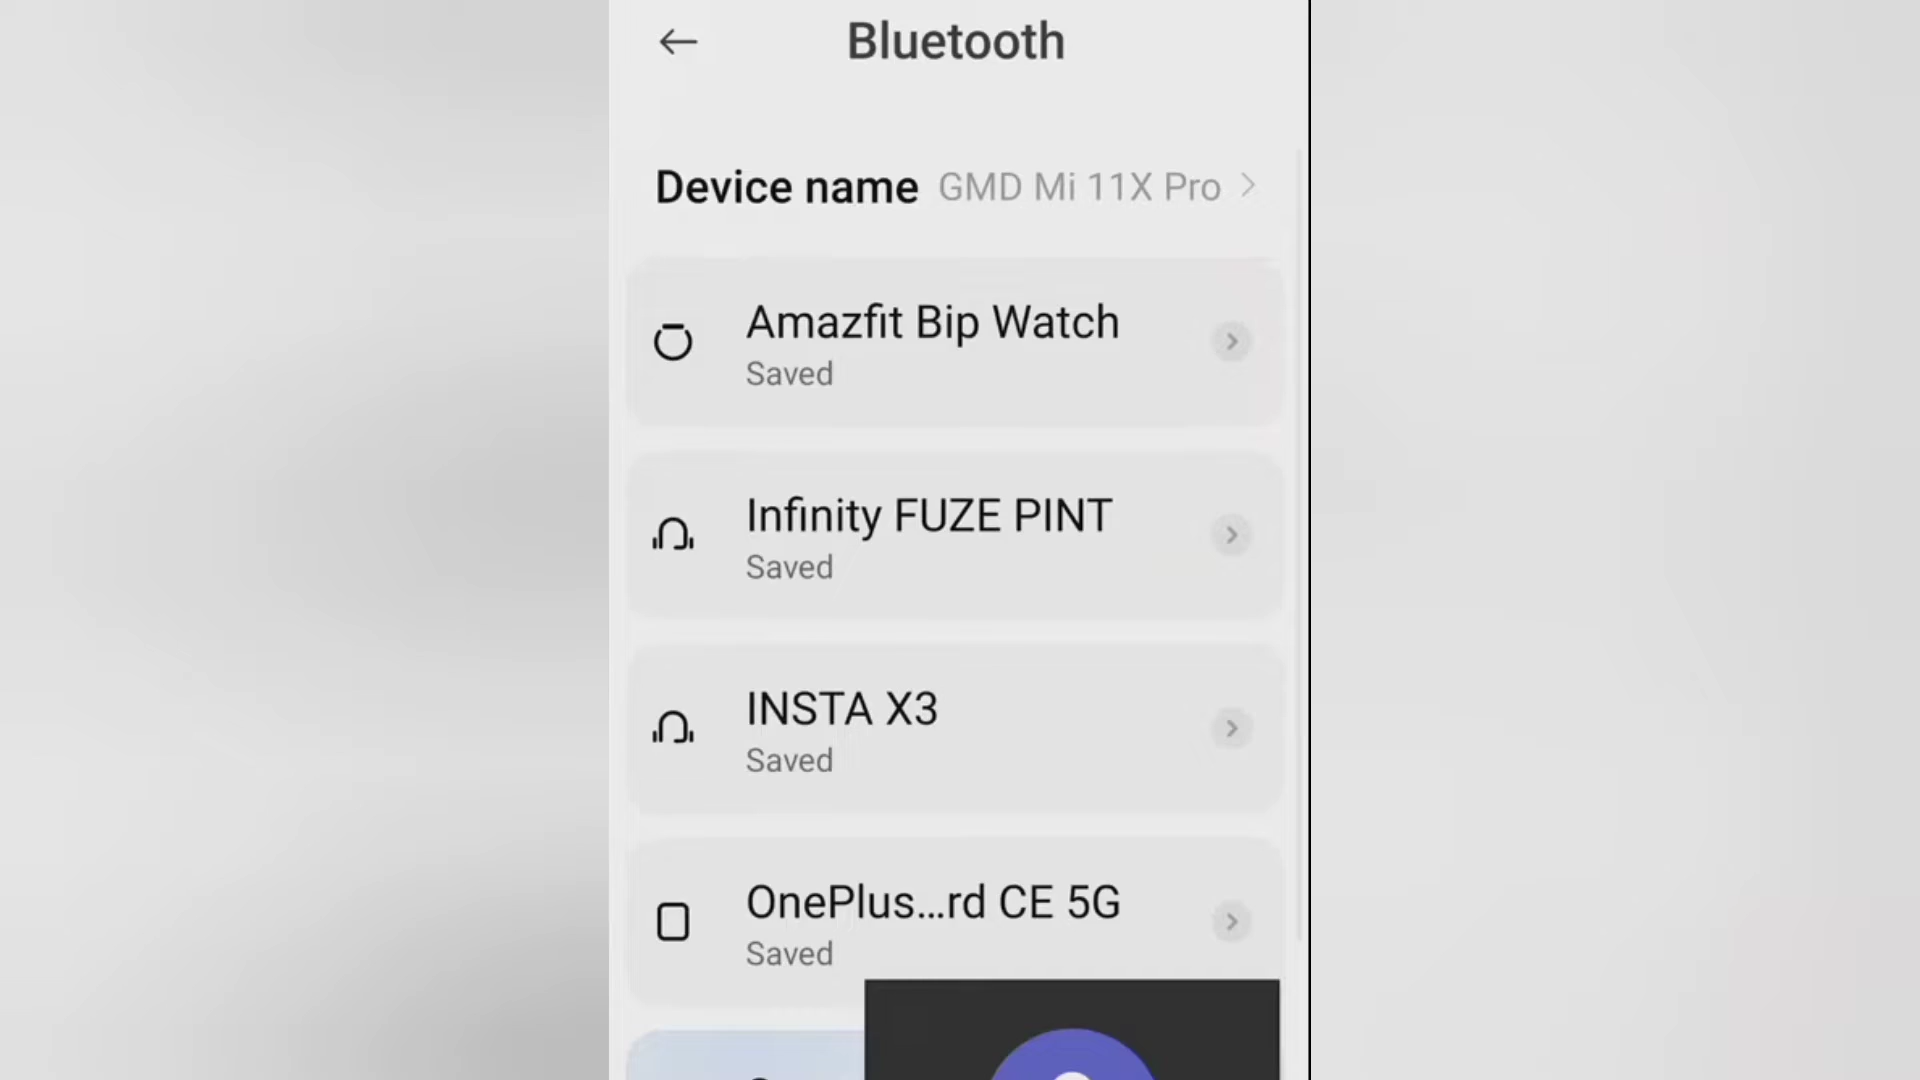 Bluetooth
Device name GMD Mi 11X Pro
Amazfit Bip Watch
Saved
Infinity FUZE PINT
Saved
INSTA X3
Saved
OnePlus...rd CE 5G
Saved